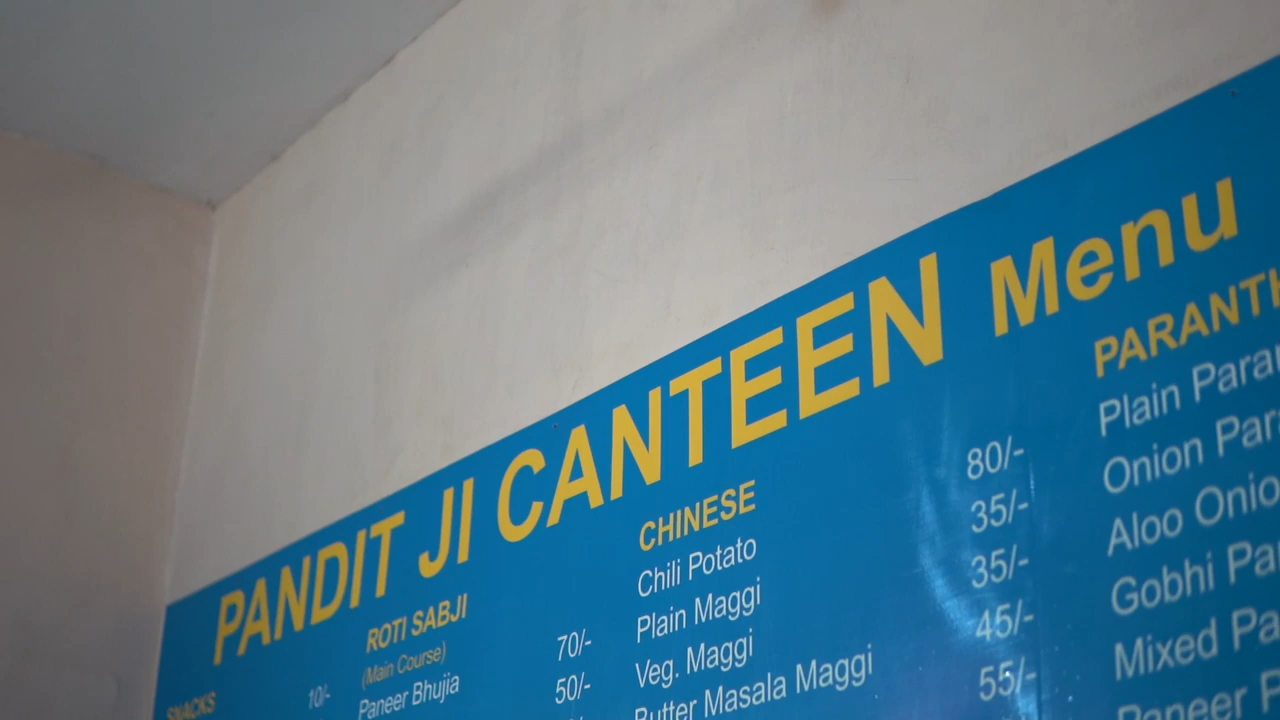 PANDIT JI CANTEEN Menu
SNACKS
10/-
ROTI SABJI
(Main Course)
Paneer Bhujia
70/-
50/-
CHINESE
Chili Potato
Plain Maggi
Veg. Maggi
Butter Masala Maggi
80/-
35/-
35/-
45/-
55/-
PARANTH
Plain Paran
Onion Para
Aloo Onio
Gobhi Par
Mixed Pa
Paneer P